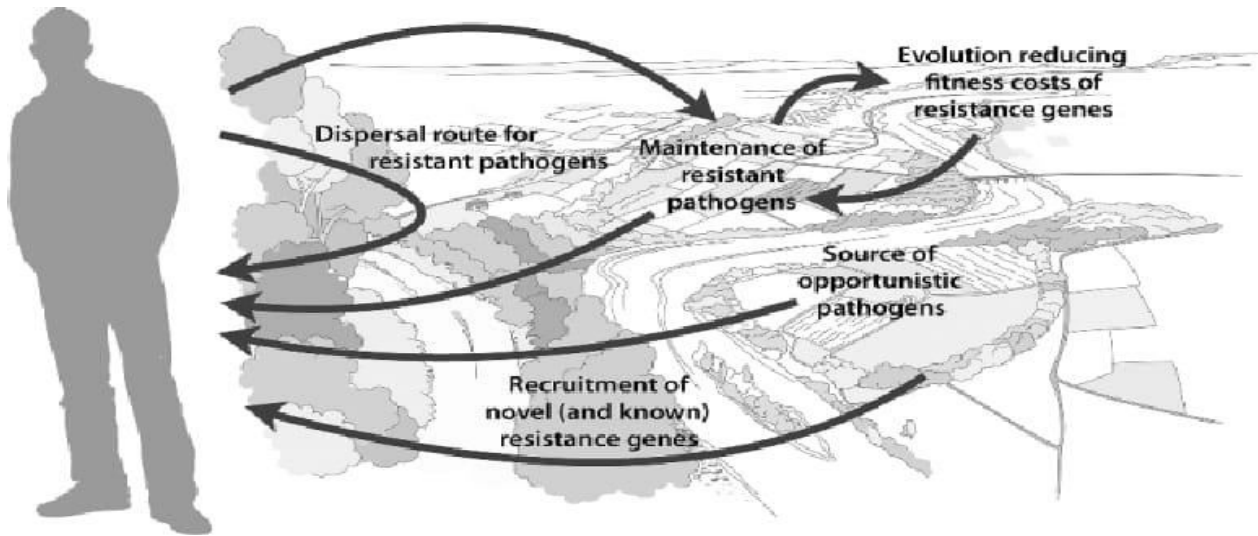 Evolution reducing
fitness costs of
resistance genes
Dispersal route for
resistant pathogens
Maintenance of
resistant
pathogens
Source of
opportunistic
pathogens
Recruitment of
novel (and known)
resistance genes